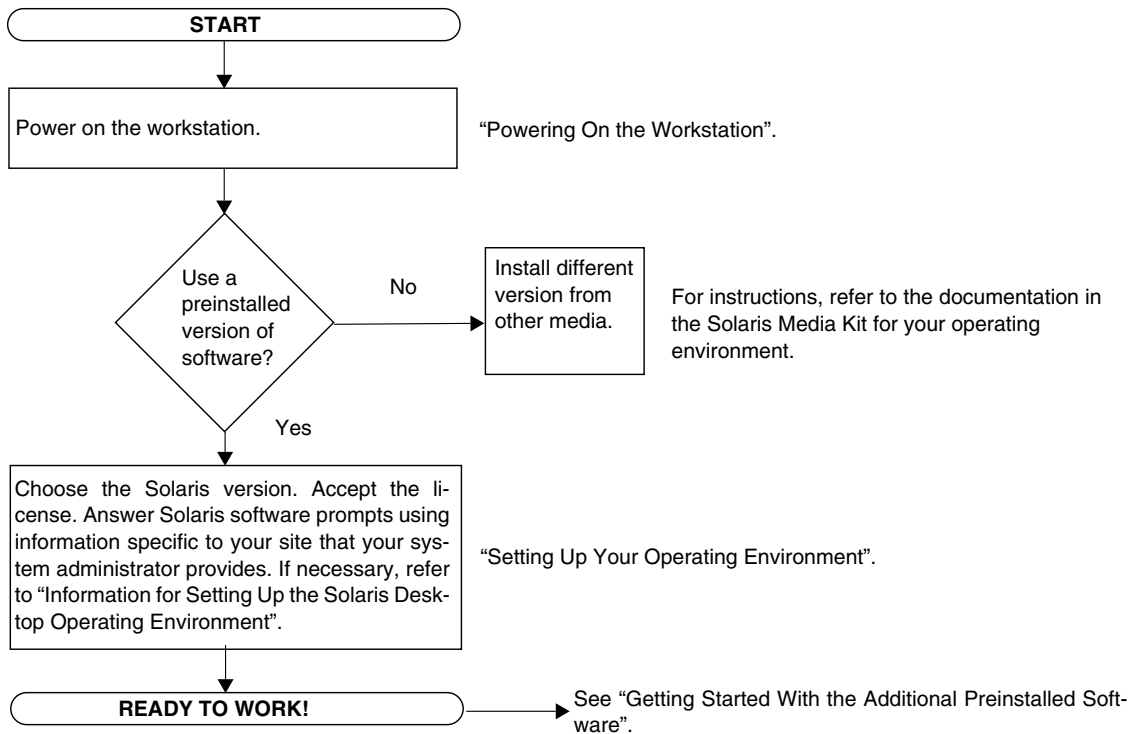 START
Power on the workstation.
“Powering On the Workstation”.
Use a
preinstalled
version of
software?
No
Install different
version from
other media.
For instructions, refer to the documentation in
the Solaris Media Kit for your operating
environment.
Yes
Choose the Solaris version. Accept the li-
cense. Answer Solaris software prompts using
information specific to your site that your sys-
tem administrator provides. If necessary, refer
to “Information for Setting Up the Solaris Desk-
top Operating Environment”.
“Setting Up Your Operating Environment”.
READY TO WORK!
See “Getting Started With the Additional Preinstalled Soft-
ware”.